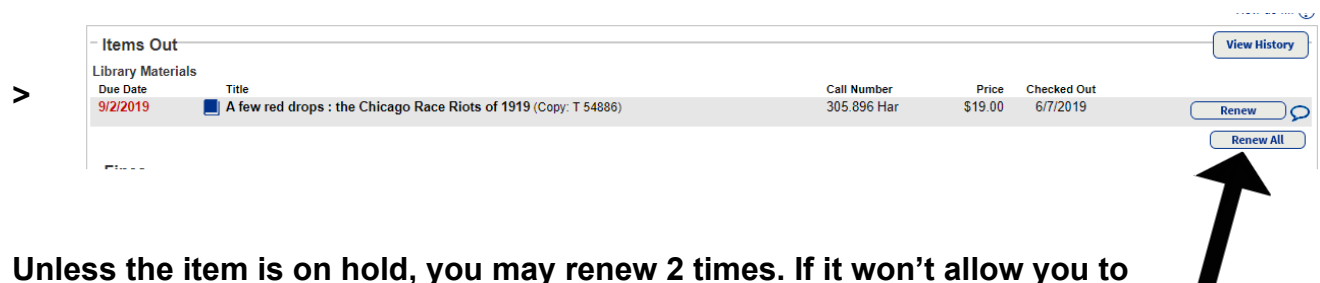 Items Out View History
Library Materials
>
Due Date Title Call Number Price Checked Out
9/2/2019 A few red drops : the Chicago Race Riots of 1919 (Copy: T 54886) 305.896 Har $19.00 6/7/2019 Renew
Renew All
Unless the item is on hold, you may renew 2 times. If it won’t allow you to